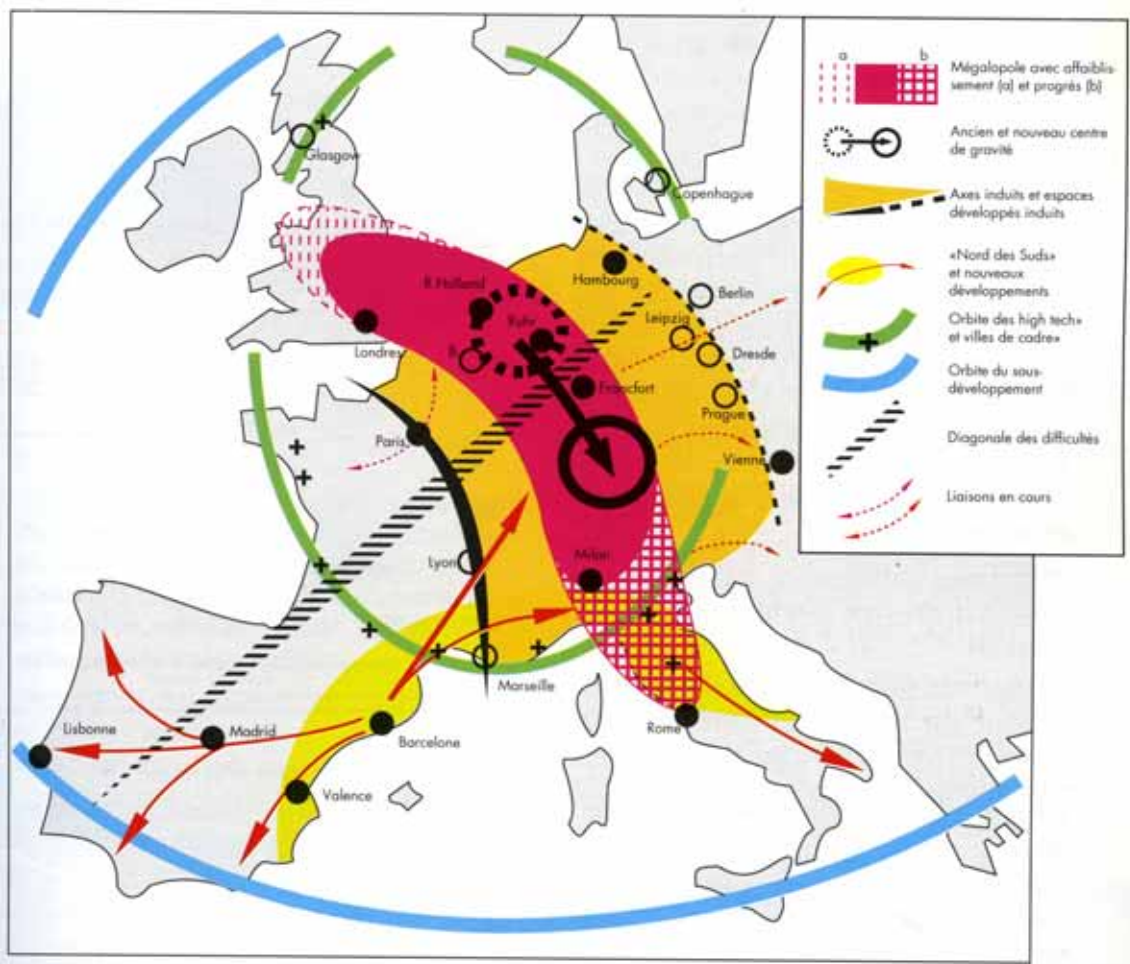 a
b
Mégalopole avec affaiblis-
sement (a) et progrés (b)
Ancien et nouveau centre
de gravité
Axes induits et espaces
développés induits
«Nord des Suds»
et nouveaux
développements
Orbite des high tech»
et «villes de cadre»
Orbite du sous-
développement
Diagonale des difficultés
Liaisons en cours
Glasgow
Copenhague
Hambourg
Berlin
R.Holland
Ruhr
Leipzig
Londres
B
Dresde
Francfort
Prague
Paris
Vienne
Lyon
Milan
Marseille
Lisbonne
Madrid
Barcelone
Rome
Valence